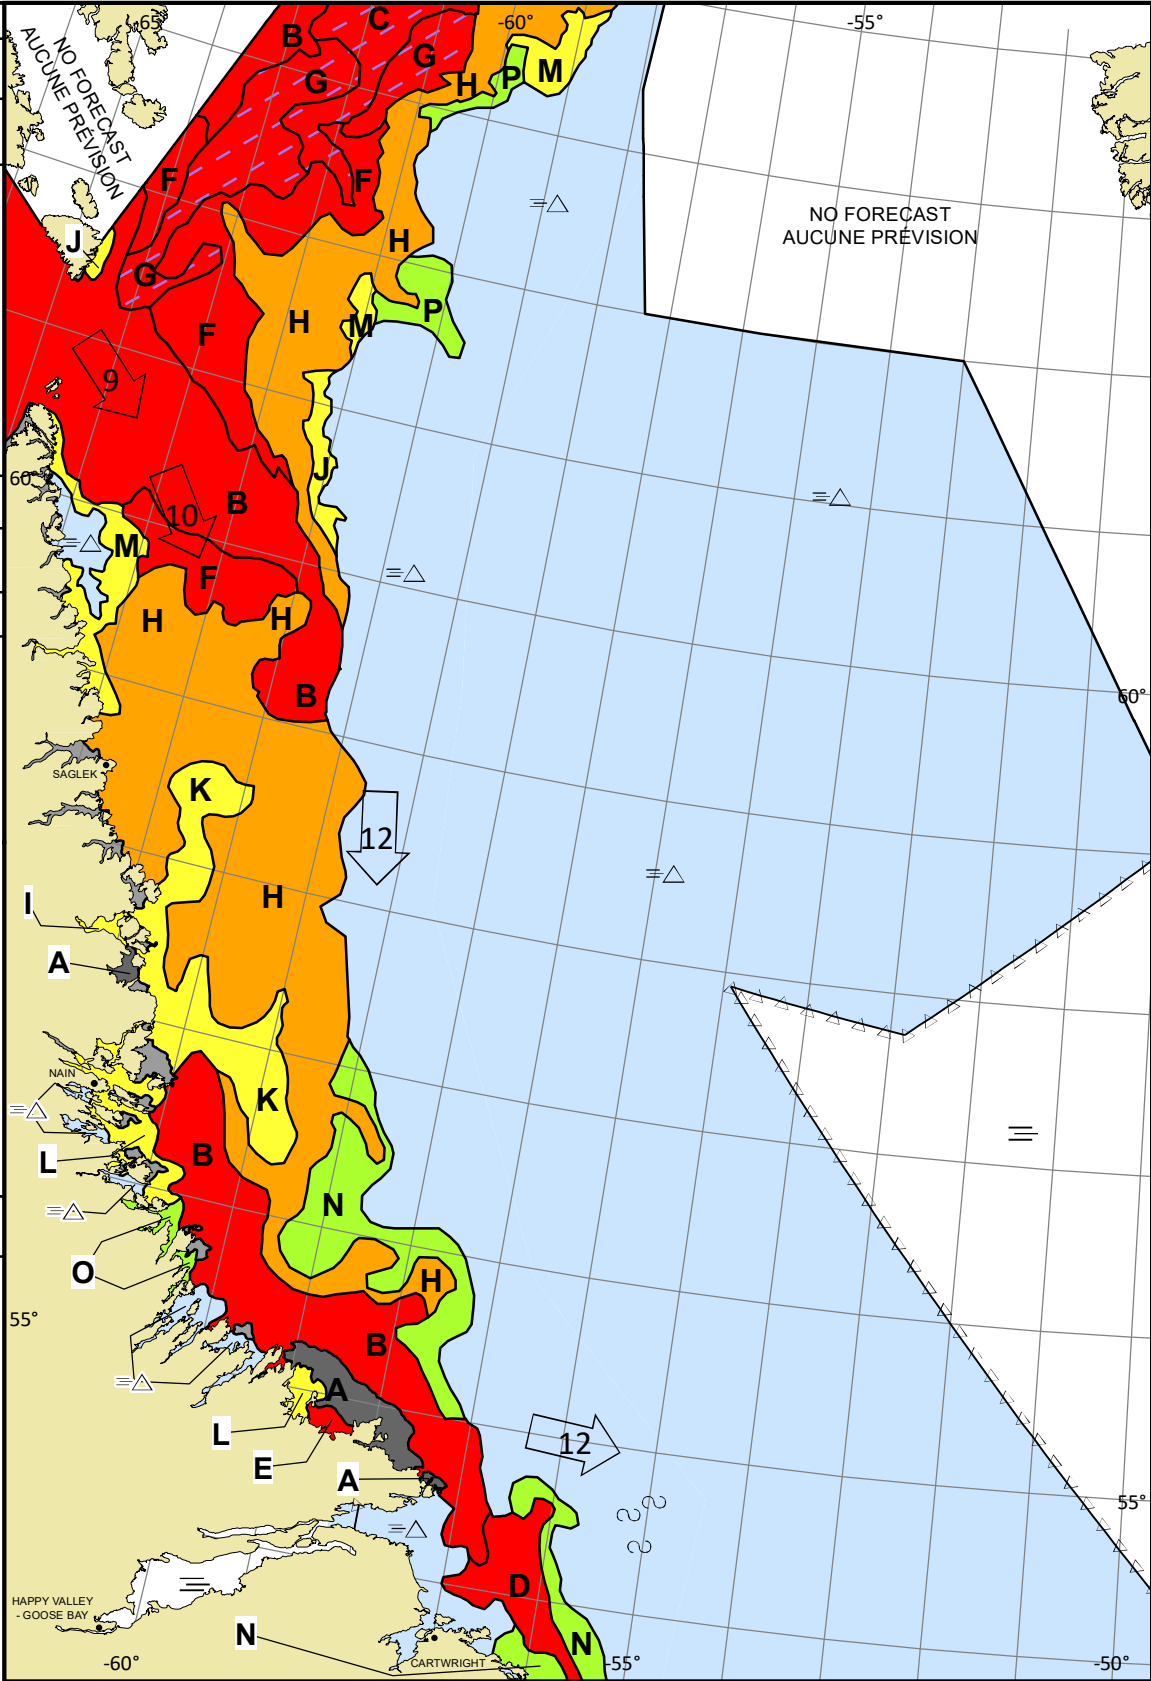 -65°
-60°
-55°
NO FORECAST
AUCUNE PRÉVISION
B
C
G
G
H
P
M
F
F
NO FORECAST
AUCUNE PRÉVISION
J
H
G
P
H
M
F
9
J
60°
B
10
M
F
H
H
B
60°
SAGLEK
K
12
H
I
A
NAIN
K
L
B
N
O
H
55°
B
A
L
12
E
A
55°
D
HAPPY VALLEY
- GOOSE BAY
N
N
CARTWRIGHT
-60°
-55°
-50°